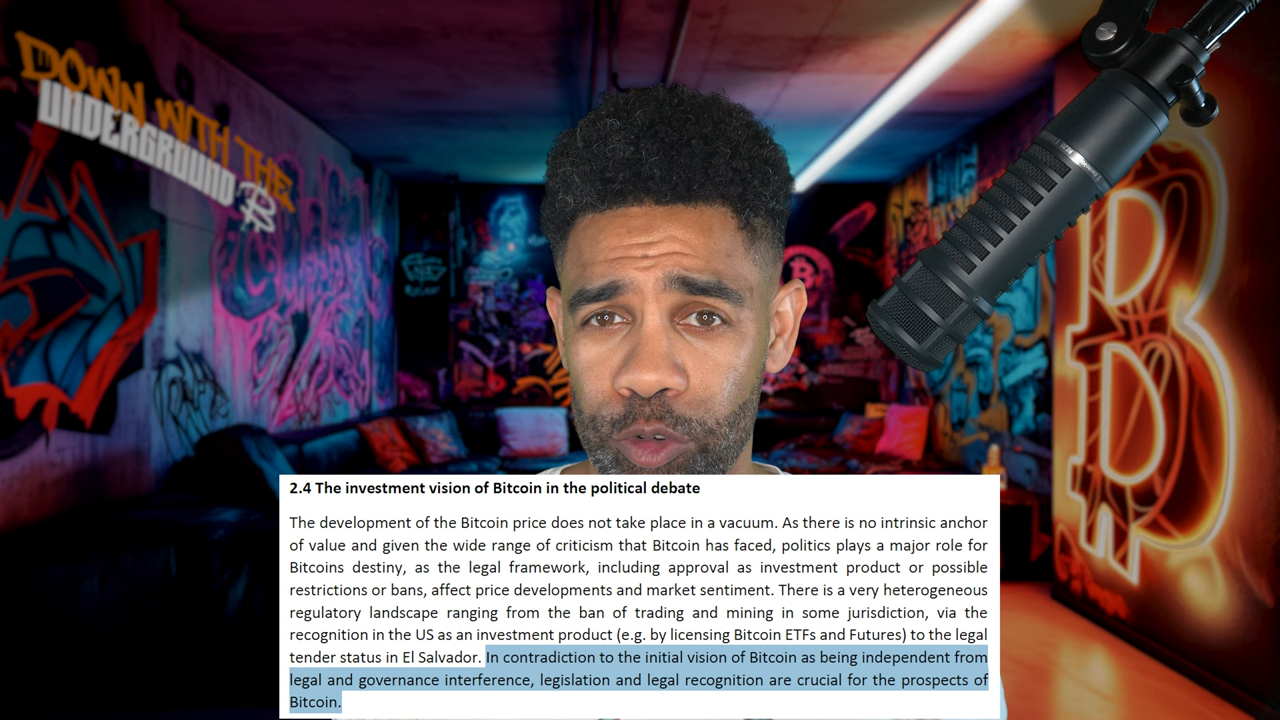 DOWN WITH THE
UNDERGROUND
2.4 The investment vision of Bitcoin in the political debate
The development of the Bitcoin price does not take place in a vacuum. As there is no intrinsic anchor
of value and given the wide range of criticism that Bitcoin has faced, politics plays a major role for
Bitcoins destiny, as the legal framework, including approval as investment product or possible
restrictions or bans, affect price developments and market sentiment. There is a very heterogeneous
regulatory landscape ranging from the ban of trading and mining in some jurisdiction, via the
recognition in the US as an investment product (e.g. by licensing Bitcoin ETFs and Futures) to the legal
tender status in El Salvador. In contradiction to the initial vision of Bitcoin as being independent from
legal and governance interference, legislation and legal recognition are crucial for the prospects of
Bitcoin.